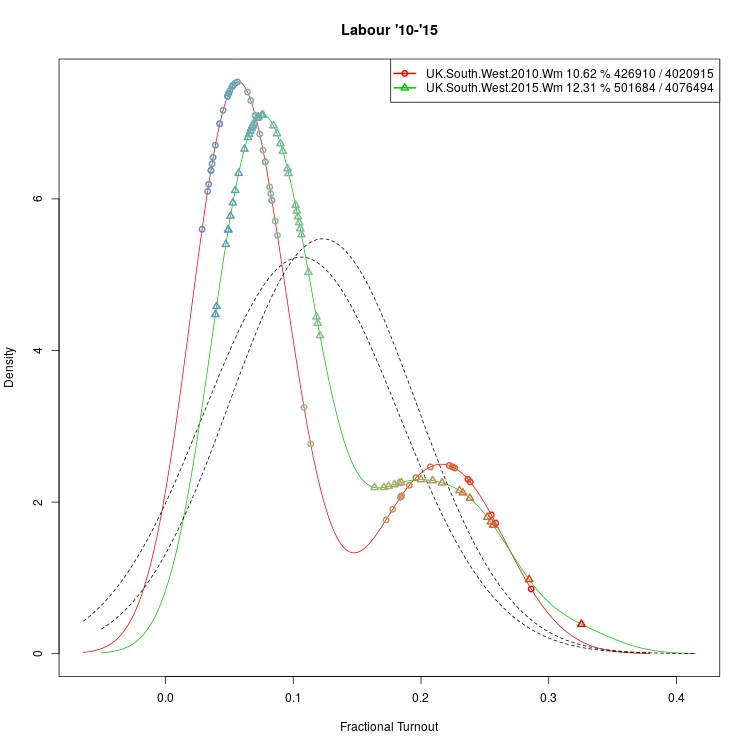 Labour '10-'15
UK.South.West.2010.Wm 10.62 % 426910 / 4020915
UK.South.West.2015.Wm 12.31 % 501684 / 4076494
Density
6
4
2
0
0.0 0.1 0.2 0.3 0.4
Fractional Turnout